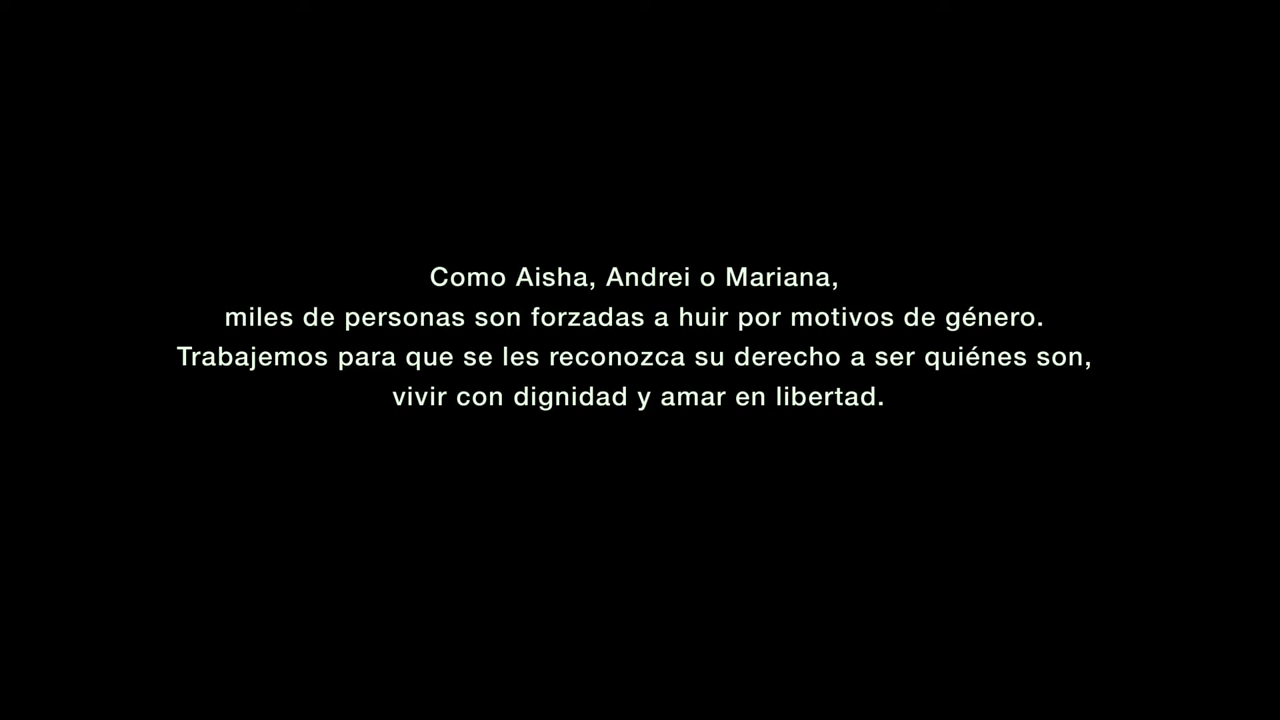 Como Aisha, Andrei o Mariana,
miles de personas son forzadas a huir por motivos de género.
Trabajemos para que se les reconozca su derecho a ser quiénes son,
vivir con dignidad y amar en libertad.